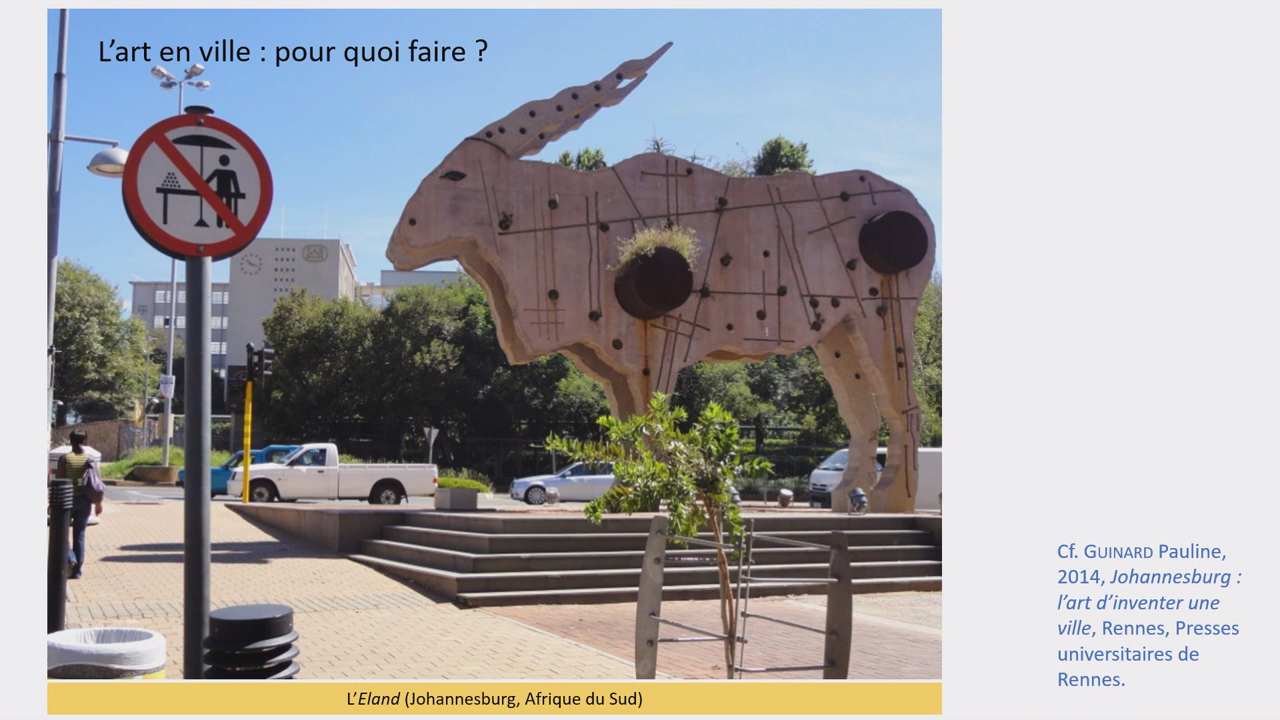 L’art en ville : pour quoi faire ?
L’Eland (Johannesburg, Afrique du Sud)
Cf. GUINARD Pauline,
2014, Johannesburg :
l’art d’inventer une
ville, Rennes, Presses
universitaires de
Rennes.